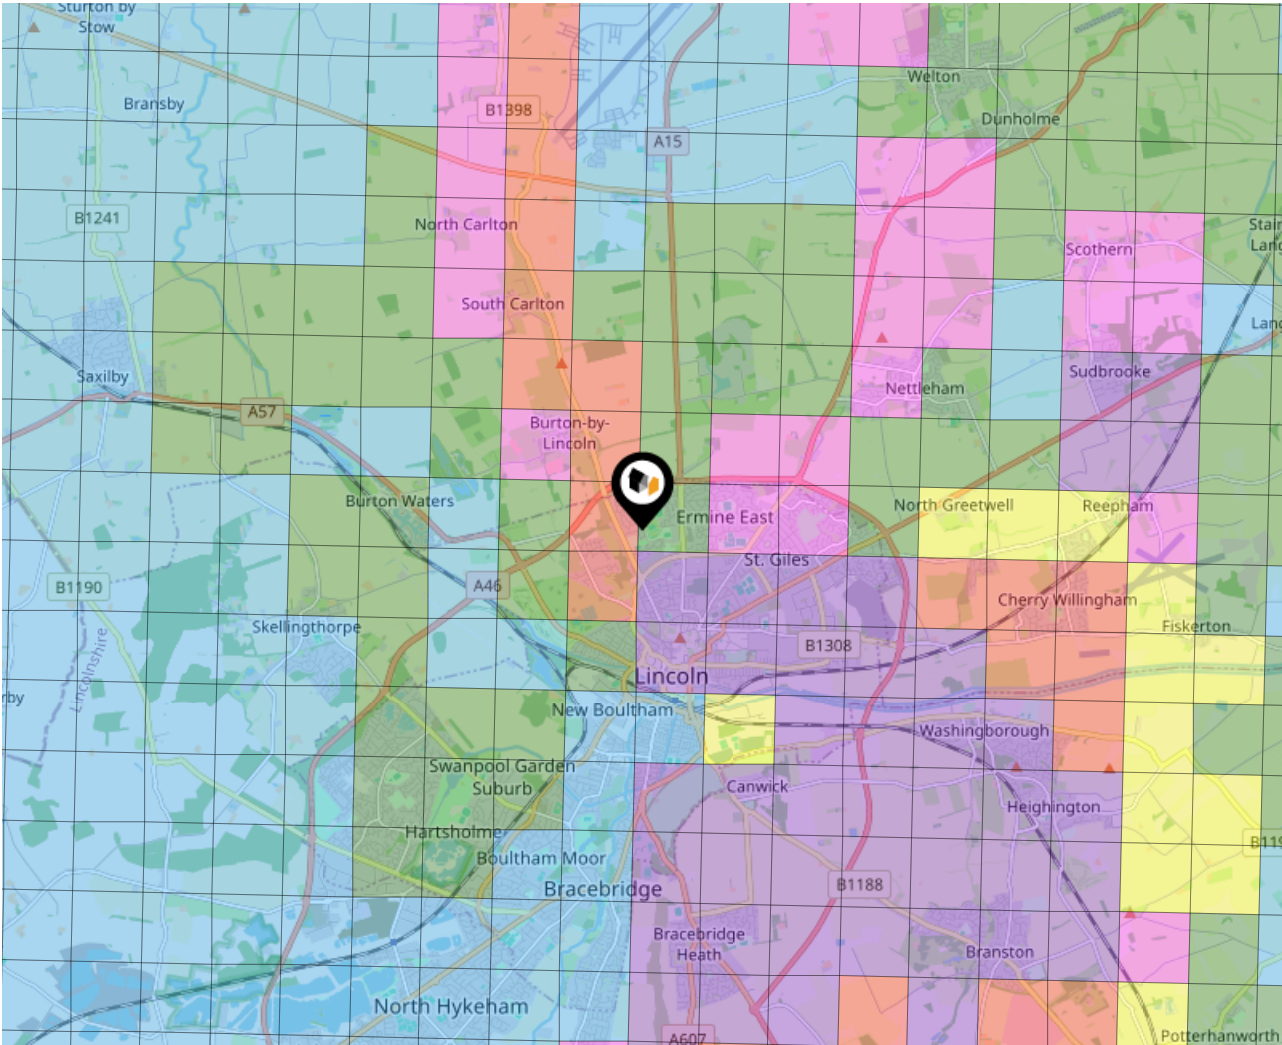 Sturton by
Stow
Welton
Bransby
B1398
Dunholme
A15
B1241
North Carlton
Scothern
South Carlton
Saxilby
Sudbrooke
Nettleham
A57
Burton-by-
Lincoln
Burton Waters
North Greetwell
Reepham
Ermine East
St. Giles
B1190
A46
Cherry Willingham
Skellingthorpe
Fiskerton
B1308
Lincolnshire
Lincoln
New Boultham
Washingborough
Swanpool Garden
Suburb
Canwick
Heighington
Hartsholme
Boultham Moor
B1188
Bracebridge
Bracebridge
Heath
Branston
North Hykeham
A607
Potterhanworth